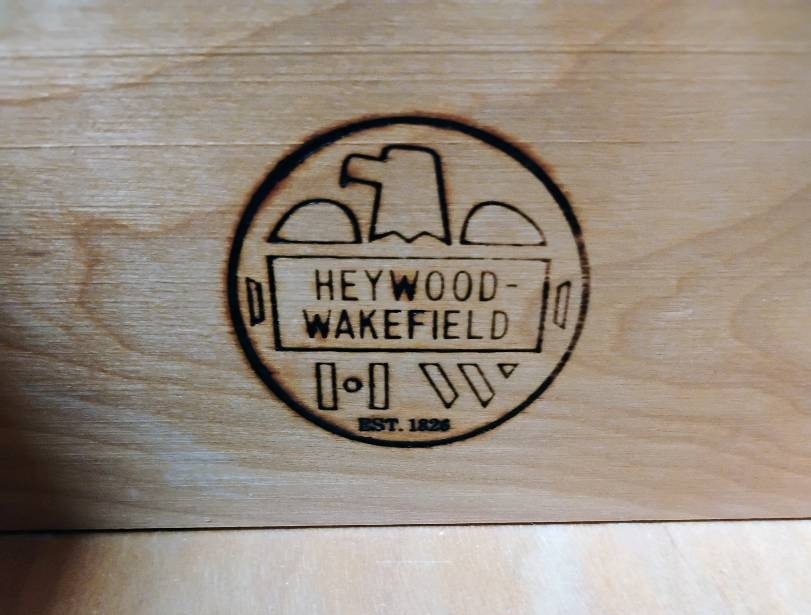 HEYWOOD-
WAKEFIELD
H W
EST. 1826